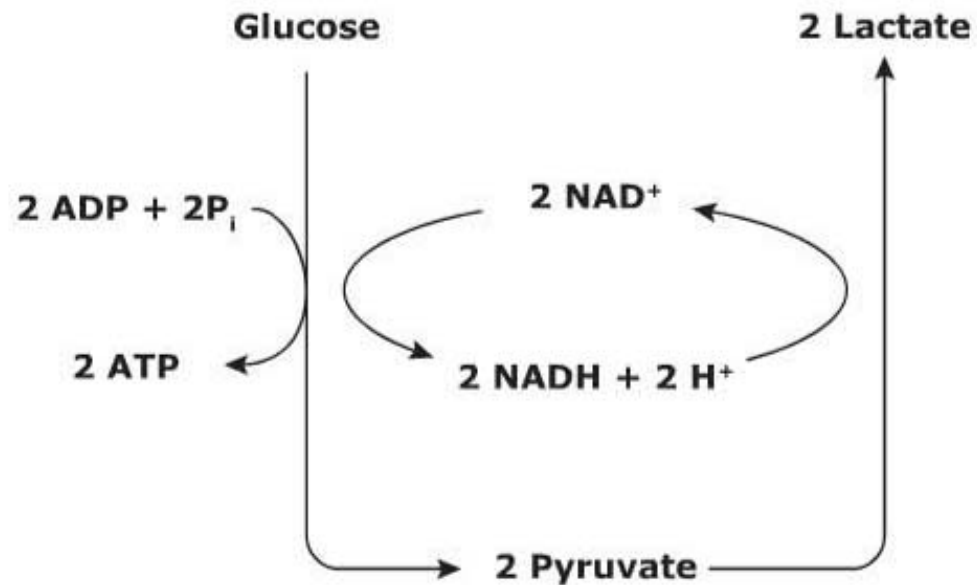 Glucose
2 Lactate
2 ADP + 2Pᵢ
2 NAD⁺
2 ATP
2 NADH + 2 H⁺
2 Pyruvate